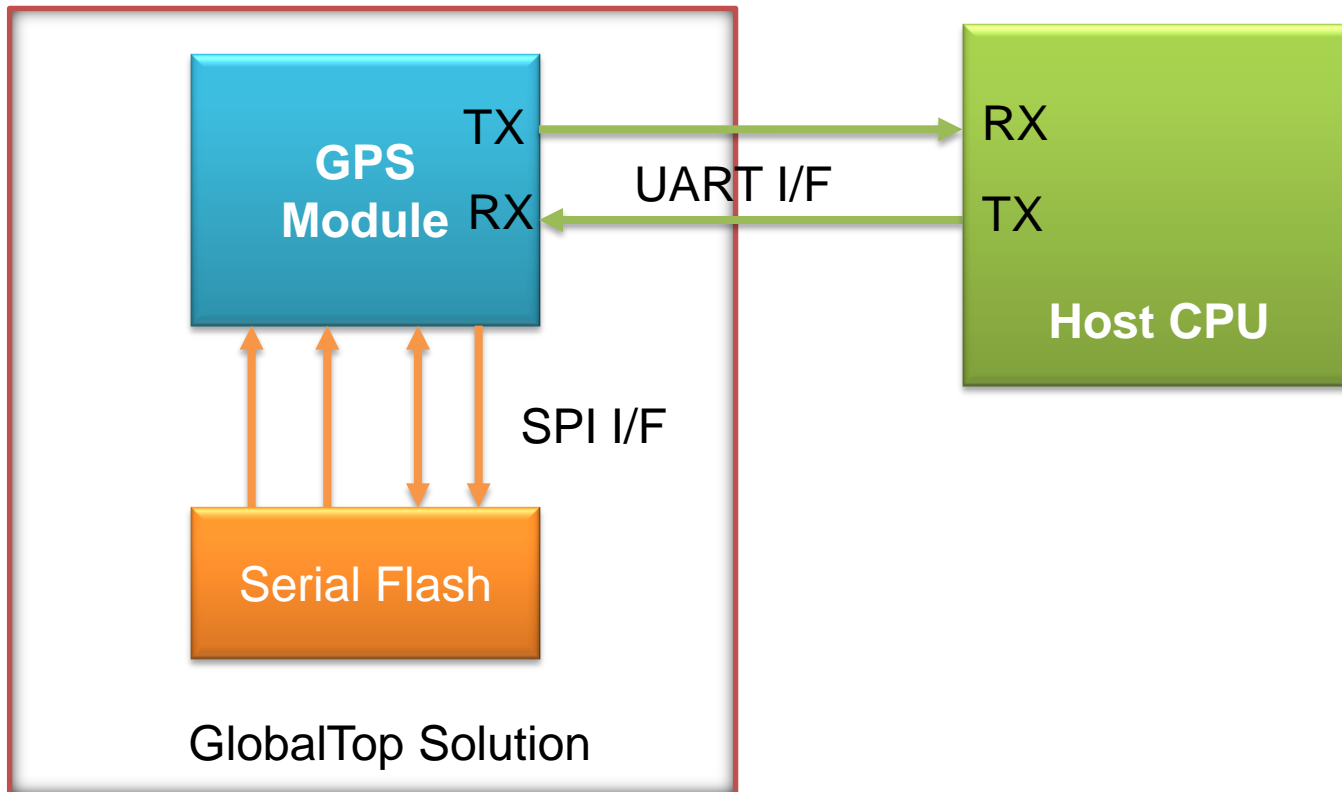 TX
GPS
Module
RX
UART I/F
RX
TX
Host CPU
SPI I/F
Serial Flash
GlobalTop Solution